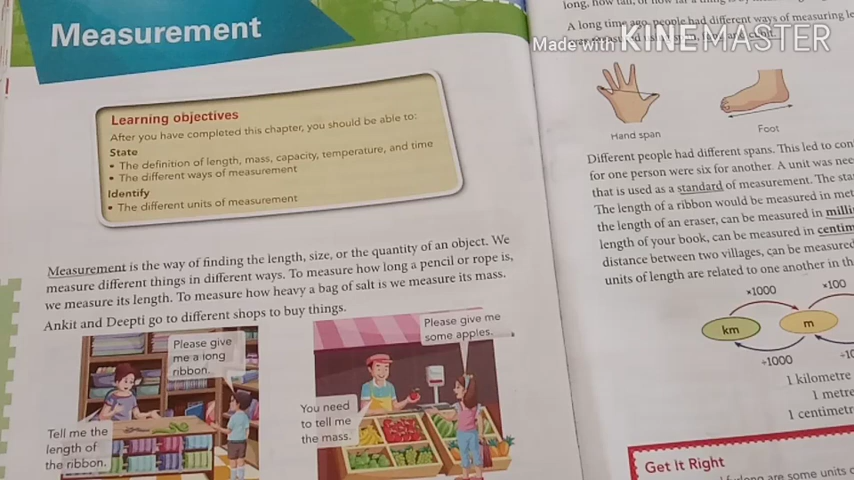 Measurement
Learning objectives
After you have completed this chapter, you should be able to:
State
• The definition of length, mass, capacity, temperature, and time
• The different ways of measurement
Identify
• The different units of measurement
Measurement is the way of finding the length, size, or the quantity of an object. We
measure different things in different ways. To measure how long a pencil or rope is,
we measure its length. To measure how heavy a bag of salt is we measure its mass.
Ankit and Deepti go to different shops to buy things.
Please give
me a long
ribbon.
Tell me the
length of
the ribbon.
Please give me
some apples.
You need
to tell me
the mass.
Made with KINEMASTER
A long time ago, people had different ways of measuring
Hand span
Foot
Different people had different spans. This led to
for one person were six for another. A unit was
that is used as a standard of measurement. The
The length of a ribbon would be measured in
the length of an eraser, can be measured in
length of your book, can be measured in
distance between two villages, can be measured
units of length are related to one another in
×1000
×100
km
m
÷1000
1 kilometre
1 metre
1 centimetr
Get It Right
are some units